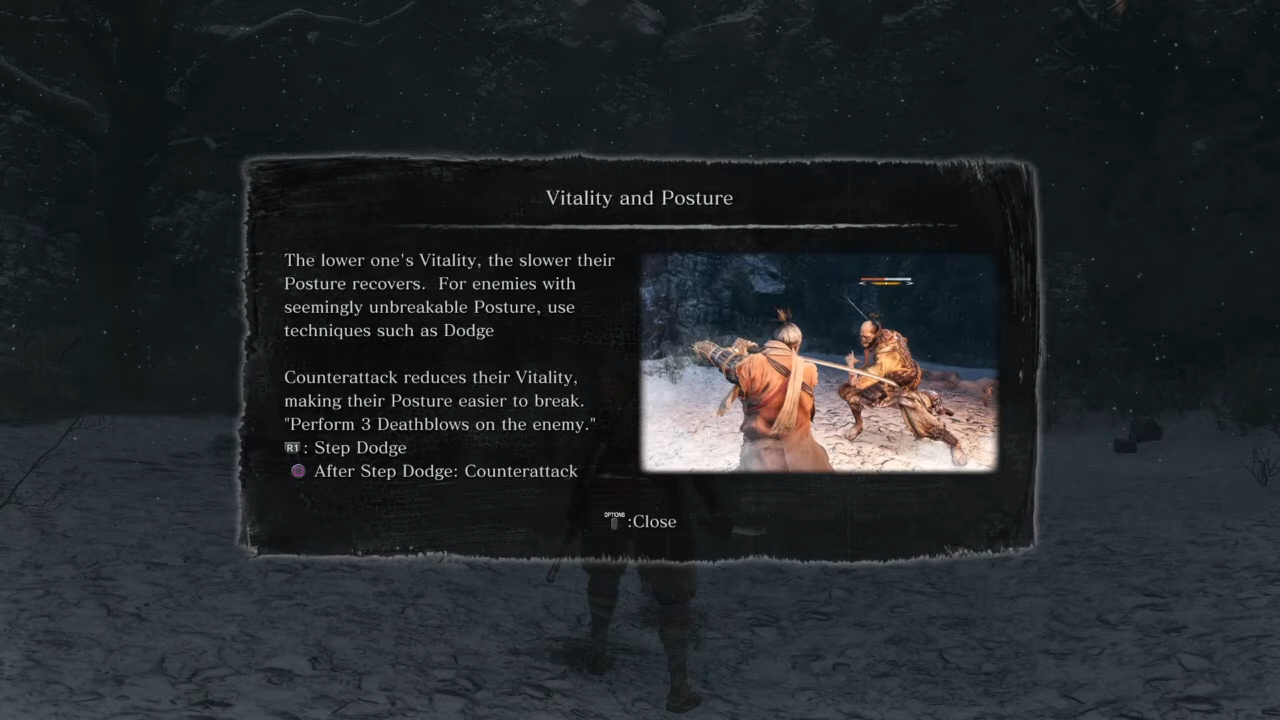 Vitality and Posture
The lower one's Vitality, the slower their
Posture recovers. For enemies with
seemingly unbreakable Posture, use
techniques such as Dodge
Counterattack reduces their Vitality,
making their Posture easier to break.
"Perform 3 Deathblows on the enemy."
R1 : Step Dodge
After Step Dodge: Counterattack
OPTIONS :Close